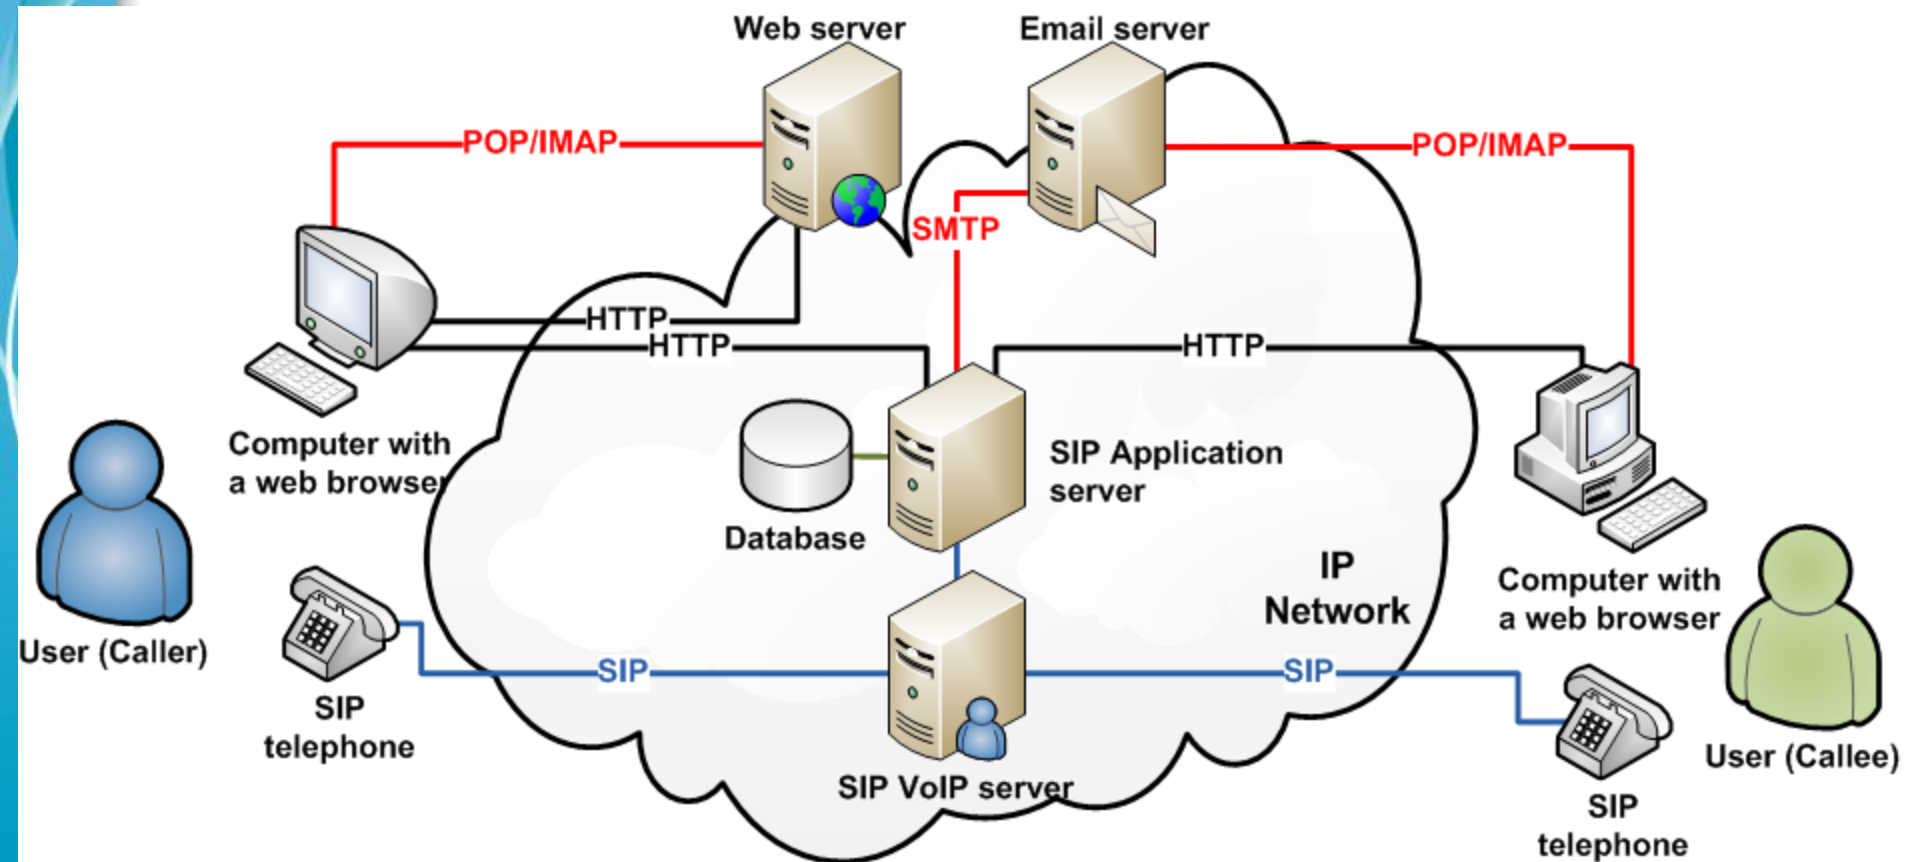 Web server
Email server
POP/IMAP
POP/IMAP
SMTP
HTTP
HTTP
HTTP
Computer with
a web browser
SIP Application
server
Database
IP
Network
Computer with
a web browser
User (Caller)
SIP
SIP
SIP
telephone
User (Callee)
SIP VoIP server
SIP
telephone